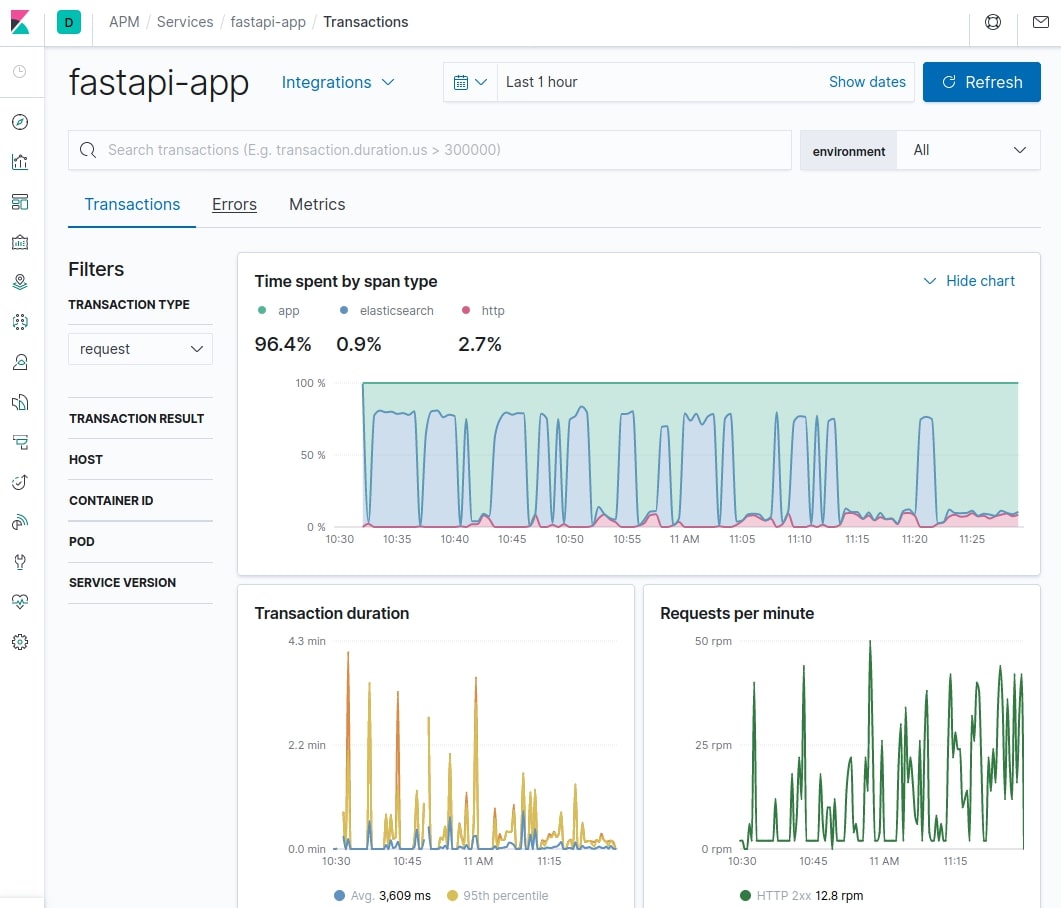 D APM / Services / fastapi-app / Transactions
fastapi-app Integrations Last 1 hour Show dates Refresh
Search transactions (E.g. transaction.duration.us > 300000) environment All
Transactions Errors Metrics
Filters
TRANSACTION TYPE
request
TRANSACTION RESULT
HOST
CONTAINER ID
POD
SERVICE VERSION
Time spent by span type Hide chart
app elasticsearch http
96.4% 0.9% 2.7%
100 %
50 %
0 %
10:30 10:35 10:40 10:45 10:50 10:55 11 AM 11:05 11:10 11:15 11:20 11:25
Transaction duration
4.3 min
2.2 min
0.0 min
10:30 10:45 11 AM 11:15
Avg. 3,609 ms 95th percentile
Requests per minute
50 rpm
25 rpm
0 rpm
10:30 10:45 11 AM 11:15
HTTP 2xx 12.8 rpm